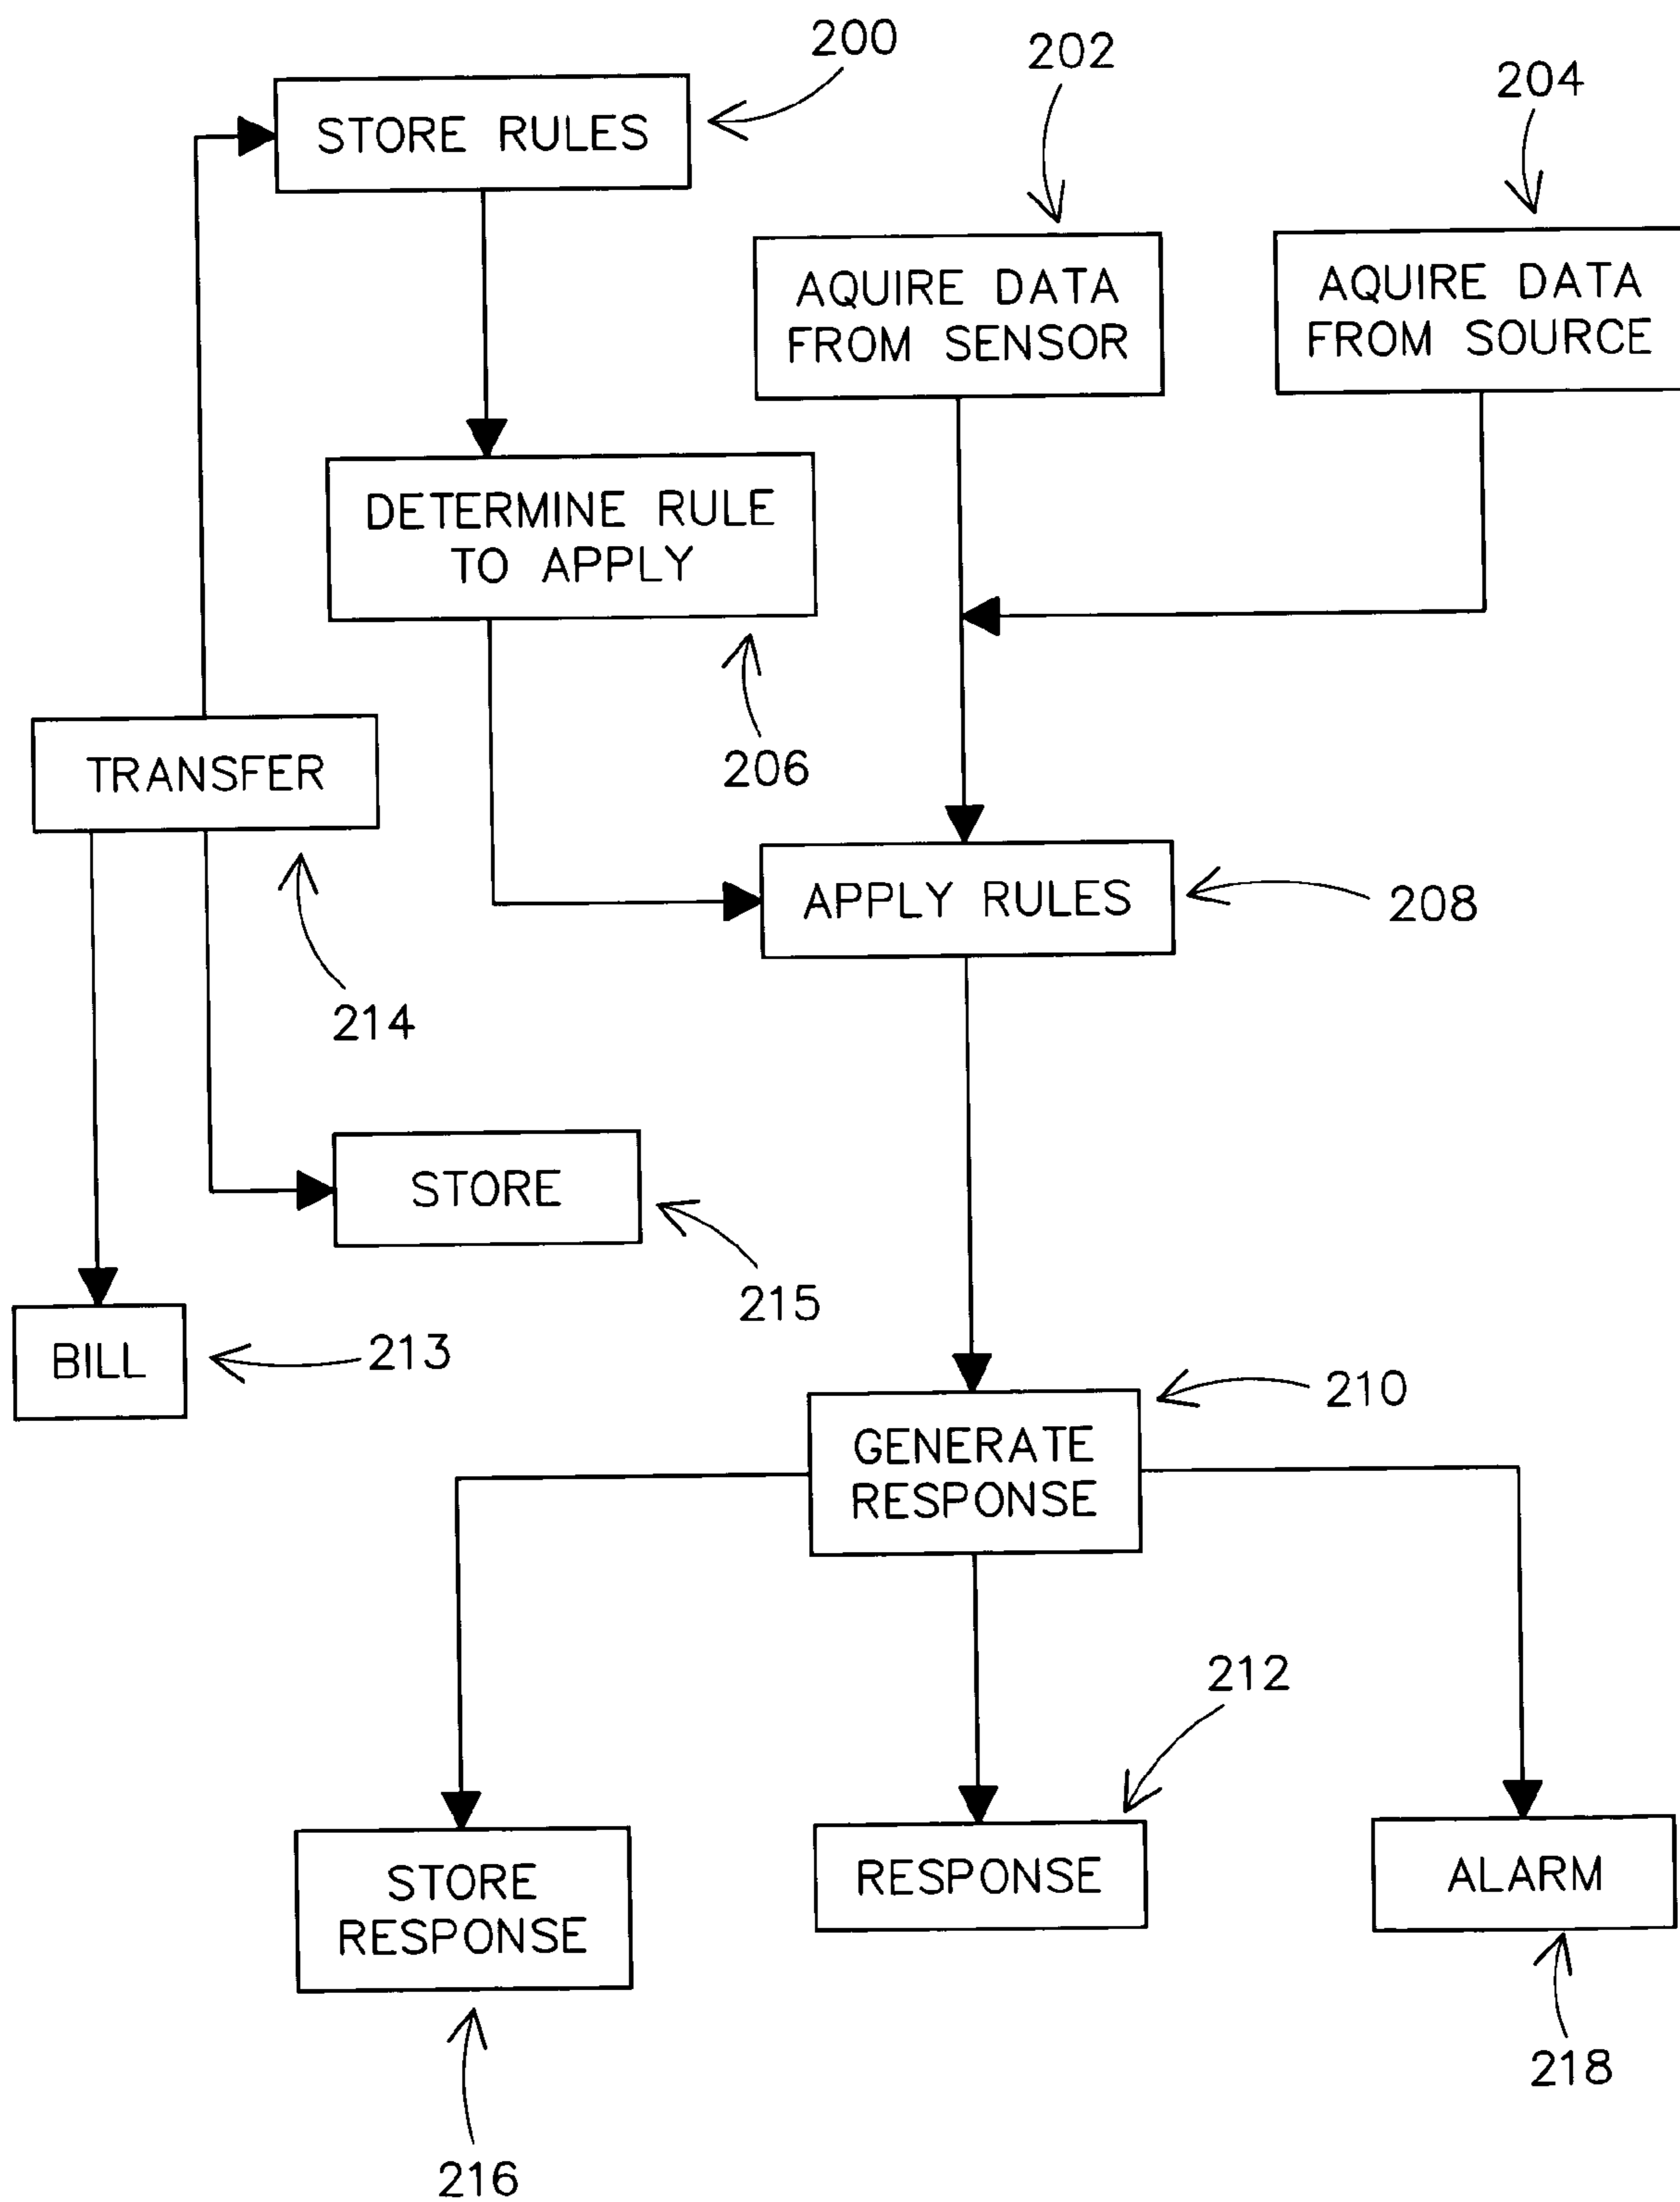 200
202
204
STORE RULES
AQUIRE DATA
FROM SENSOR
AQUIRE DATA
FROM SOURCE
DETERMINE RULE
TO APPLY
206
TRANSFER
214
APPLY RULES
208
STORE
215
BILL
213
210
GENERATE
RESPONSE
212
STORE
RESPONSE
216
RESPONSE
ALARM
218